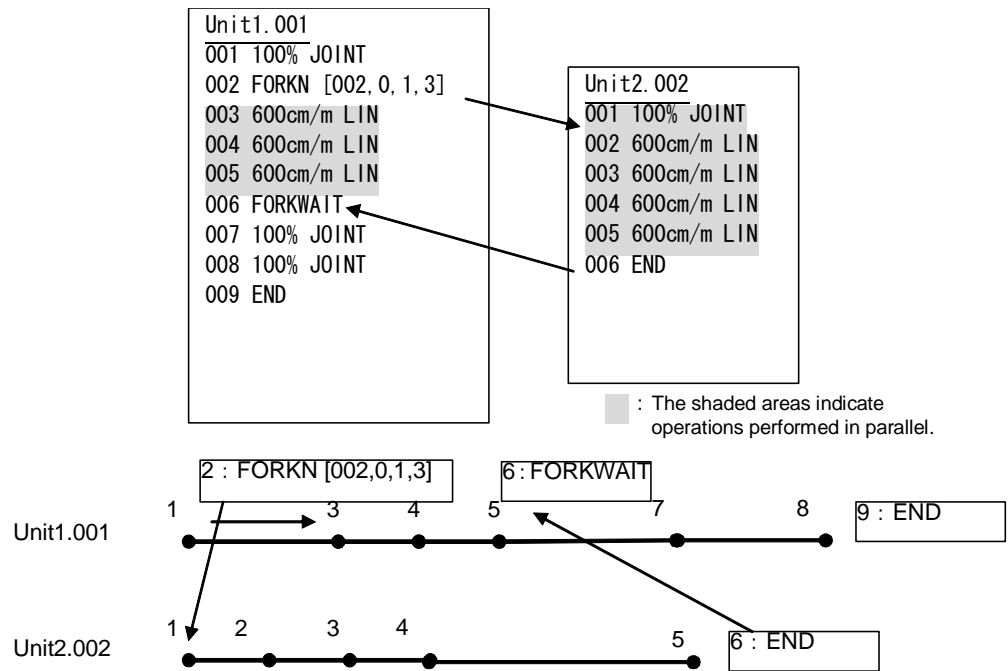 Unit1.001
001 100% JOINT
002 FORKN [002,0,1,3]
003 600cm/m LIN
004 600cm/m LIN
005 600cm/m LIN
006 FORKWAIT
007 100% JOINT
008 100% JOINT
009 END
Unit2.002
001 100% JOINT
002 600cm/m LIN
003 600cm/m LIN
004 600cm/m LIN
005 600cm/m LIN
006 END
: The shaded areas indicate
operations performed in parallel.
2 : FORKN [002,0,1,3]
6 : FORKWAIT
1 3 4 5 7 8
9 : END
Unit1.001
1 2 3 4 5
6 : END
Unit2.002